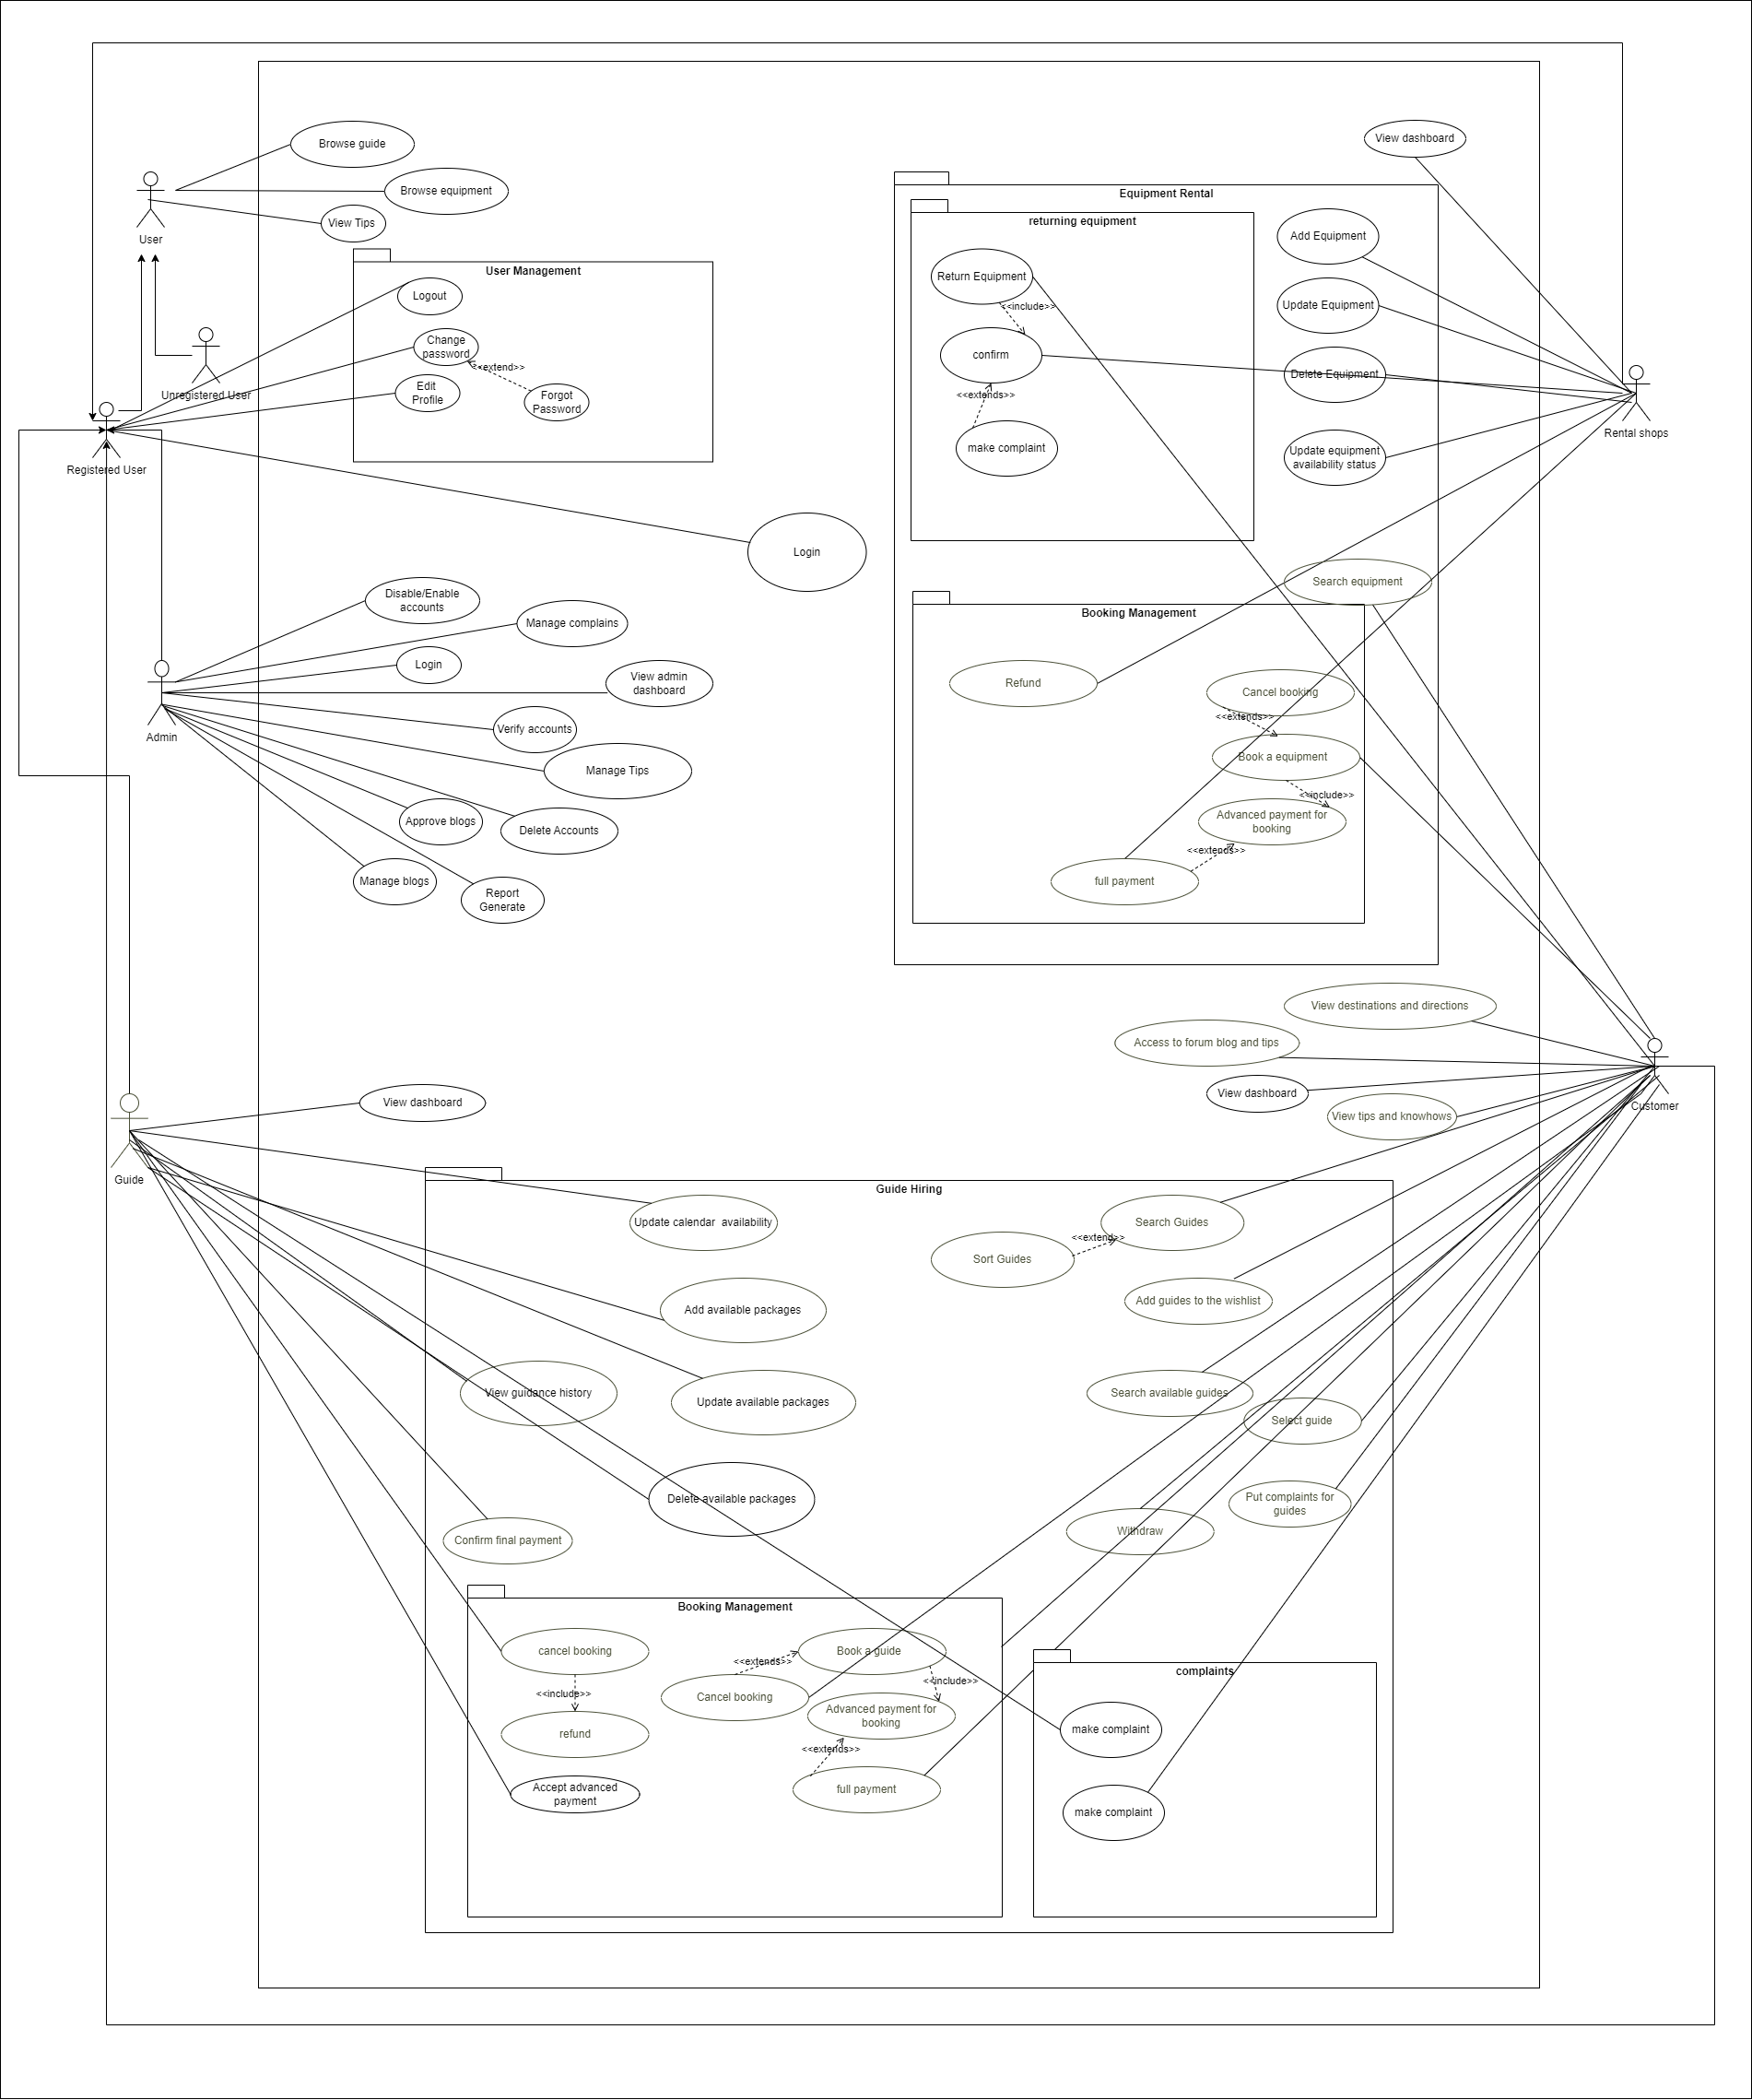 Browse guide
Browse equipment
View Tips
User
User Management
Logout
Change
password
<<extend>>
Edit
Profile
Forgot
Password
Unregistered User
Registered User
Login
Disable/Enable
accounts
Manage complains
Login
View admin
dashboard
Verify accounts
Manage Tips
Admin
Approve blogs
Delete Accounts
Manage blogs
Report
Generate
View dashboard
Equipment Rental
returning equipment
Return Equipment
<<include>>
confirm
<<extends>>
make complaint
Add Equipment
Update Equipment
Delete Equipment
Update equipment
availability status
Rental shops
Search equipment
Booking Management
Refund
Cancel booking
<<extends>>
Book a equipment
<<include>>
Advanced payment for
booking
<<extends>>
full payment
View destinations and directions
Access to forum blog and tips
View dashboard
View tips and knowhows
Customer
View dashboard
Guide
Guide Hiring
Update calendar  availability
Search Guides
<<extend>>
Sort Guides
Add available packages
Add guides to the wishlist
View guidance history
Update available packages
Search available guides
Select guide
Delete available packages
Put complaints for
guides
Confirm final payment
Withdraw
Booking Management
cancel booking
<<include>>
refund
Accept advanced
payment
Book a guide
<<extends>>
Cancel booking
<<include>>
Advanced payment for
booking
<<extends>>
full payment
complaints
make complaint
make complaint